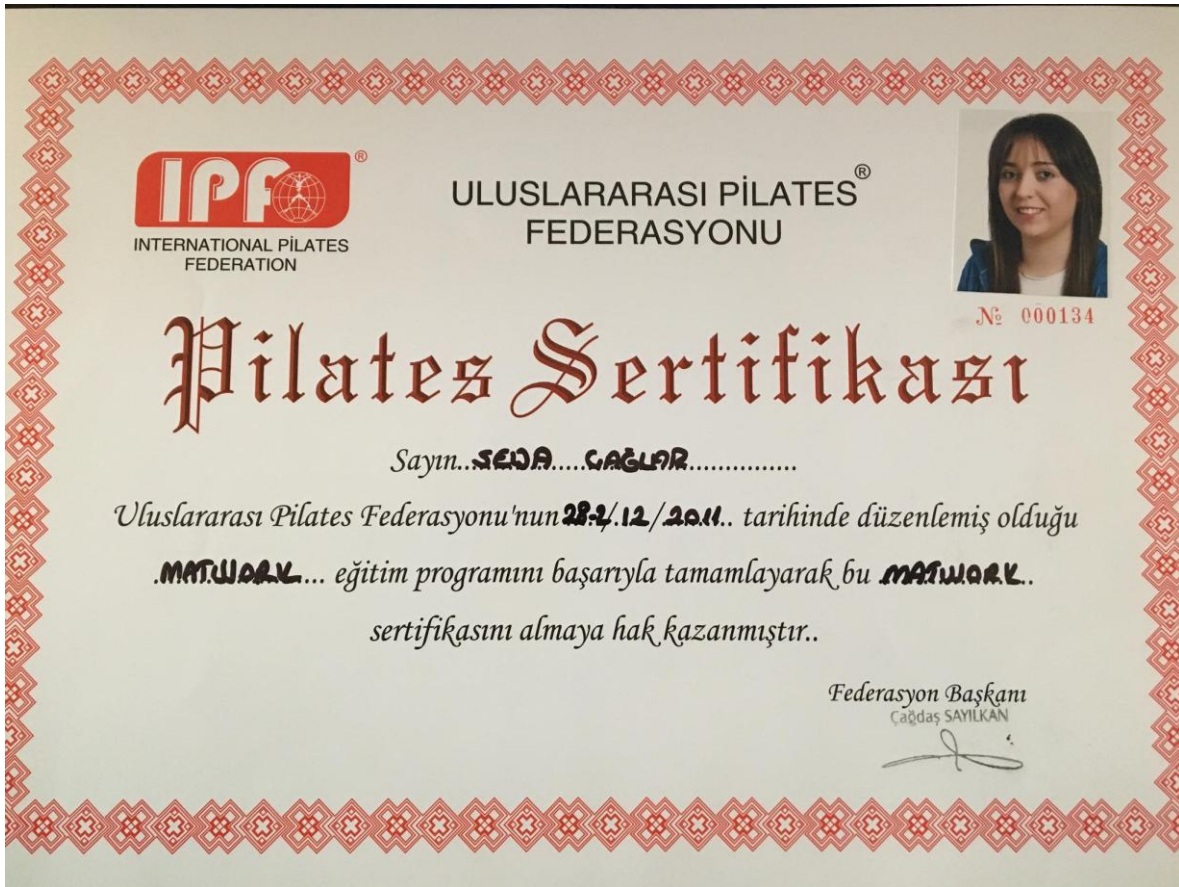 IPF ®
INTERNATIONAL PİLATES
FEDERATION
ULUSLARARASI PİLATES®
FEDERASYONU
№ 000134
Pilates Sertifikası
Sayın..SEDA.....ÇAĞLAR...............
Uluslararası Pilates Federasyonu'nun /.12./.2011.. tarihinde düzenlemiş olduğu
.MATWORK... eğitim programını başarıyla tamamlayarak bu MATWORK..
sertifikasını almaya hak kazanmıştır..
Federasyon Başkanı
Çağdaş SAYILKAN